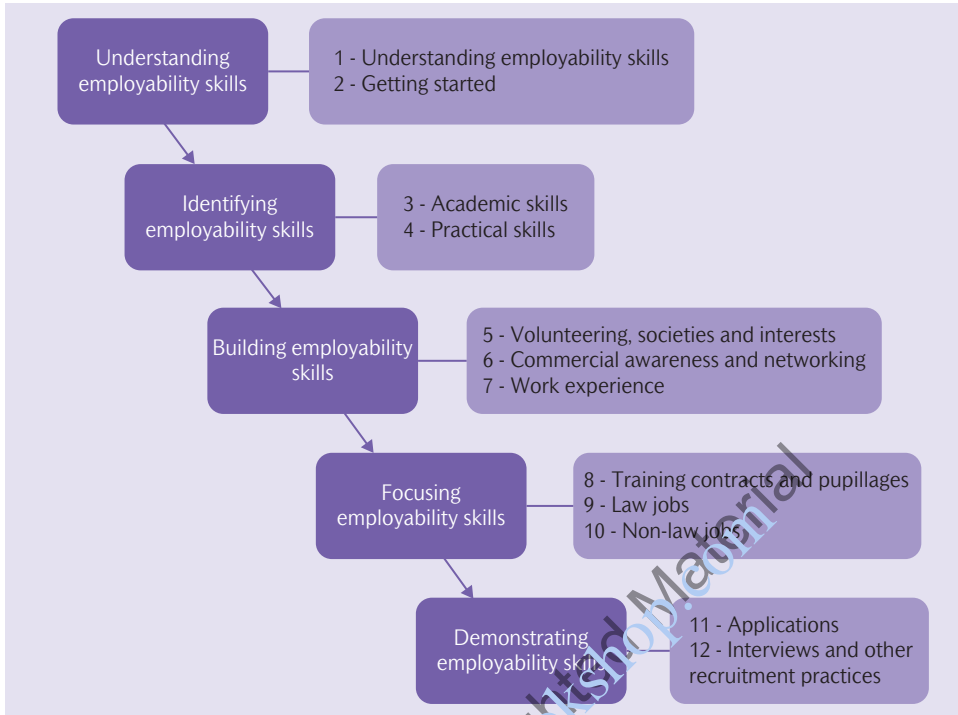 Understanding
employability skills
1 - Understanding employability skills
2 - Getting started
Identifying
employability skills
3 - Academic skills
4 - Practical skills
Building employability
skills
5 - Volunteering, societies and interests
6 - Commercial awareness and networking
7 - Work experience
Focusing
employability skills
8 - Training contracts and pupillages
9 - Law jobs
10 - Non-law jobs
Demonstrating
employability skills
11 - Applications
12 - Interviews and other
recruitment practices
Material